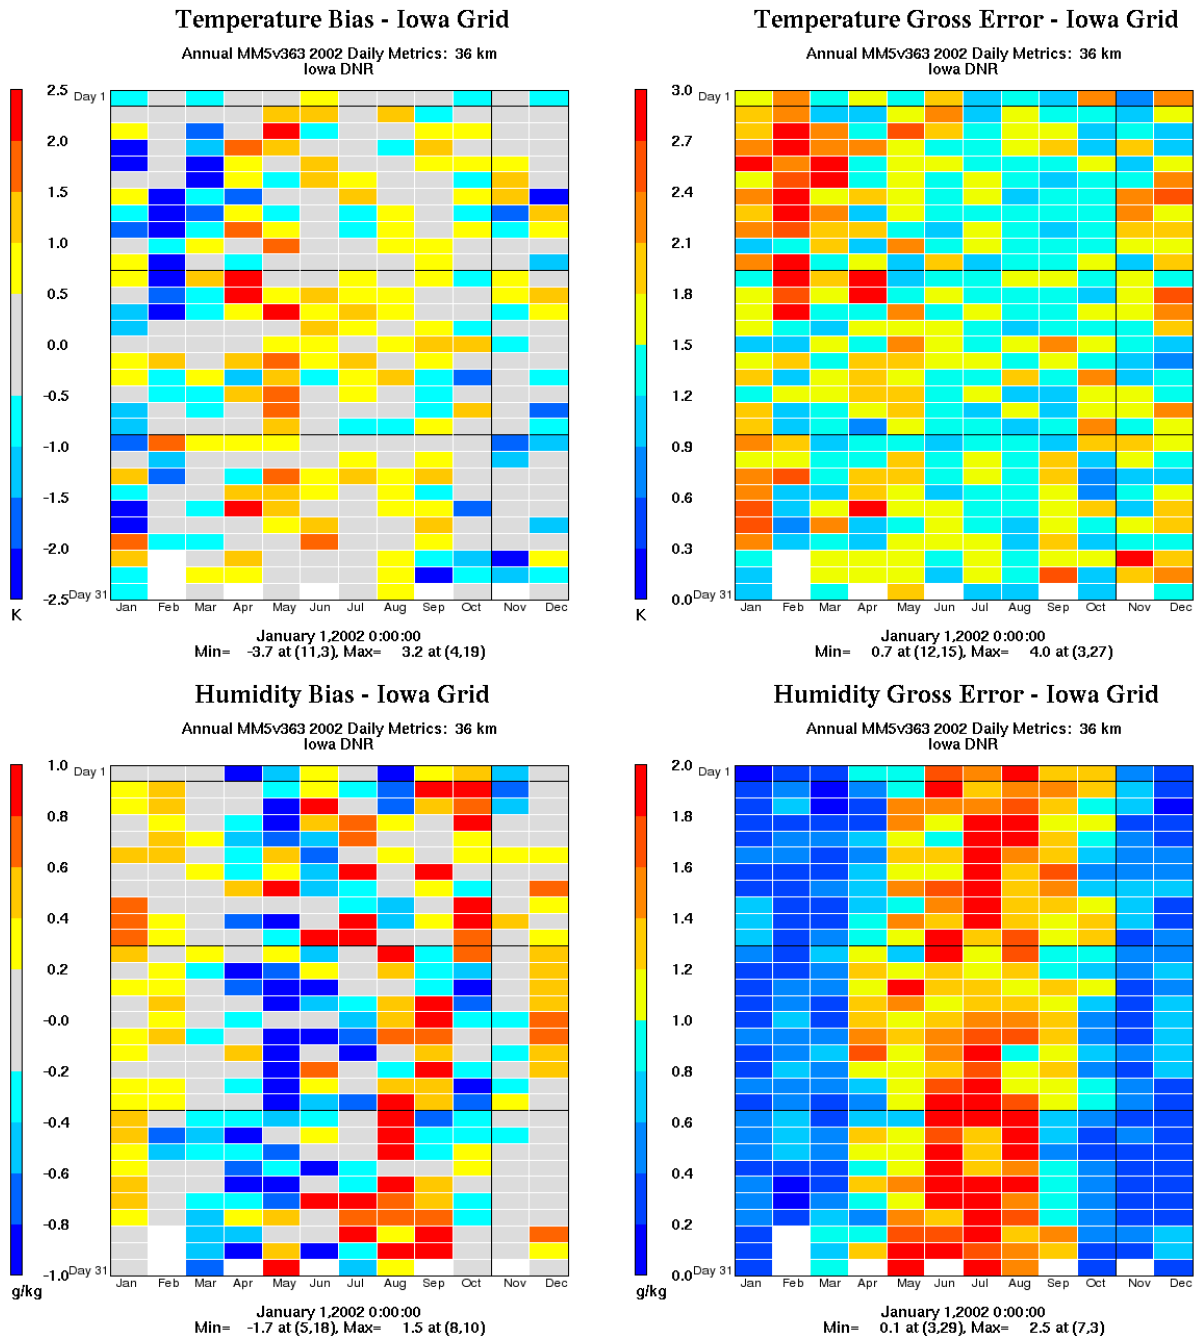 Temperature Bias - Iowa Grid
Annual MM5v363 2002 Daily Metrics: 36 km
Iowa DNR
2.5
2.0
1.5
1.0
0.5
0.0
-0.5
-1.0
-1.5
-2.0
-2.5
K
Day 1
Day 31
Jan Feb Mar Apr May Jun Jul Aug Sep Oct Nov Dec
January 1,2002 0:00:00
Min= -3.7 at (11,3), Max= 3.2 at (4,19)
Temperature Gross Error - Iowa Grid
Annual MM5v363 2002 Daily Metrics: 36 km
Iowa DNR
3.0
2.7
2.4
2.1
1.8
1.5
1.2
0.9
0.6
0.3
0.0
K
Day 1
Day 31
Jan Feb Mar Apr May Jun Jul Aug Sep Oct Nov Dec
January 1,2002 0:00:00
Min= 0.7 at (12,15), Max= 4.0 at (3,27)
Humidity Bias - Iowa Grid
Annual MM5v363 2002 Daily Metrics: 36 km
Iowa DNR
1.0
0.8
0.6
0.4
0.2
-0.0
-0.2
-0.4
-0.6
-0.8
-1.0
g/kg
Day 1
Day 31
Jan Feb Mar Apr May Jun Jul Aug Sep Oct Nov Dec
January 1,2002 0:00:00
Min= -1.7 at (5,18), Max= 1.5 at (8,10)
Humidity Gross Error - Iowa Grid
Annual MM5v363 2002 Daily Metrics: 36 km
Iowa DNR
2.0
1.8
1.6
1.4
1.2
1.0
0.8
0.6
0.4
0.2
0.0
g/kg
Day 1
Day 31
Jan Feb Mar Apr May Jun Jul Aug Sep Oct Nov Dec
January 1,2002 0:00:00
Min= 0.1 at (3,29), Max= 2.5 at (7,3)